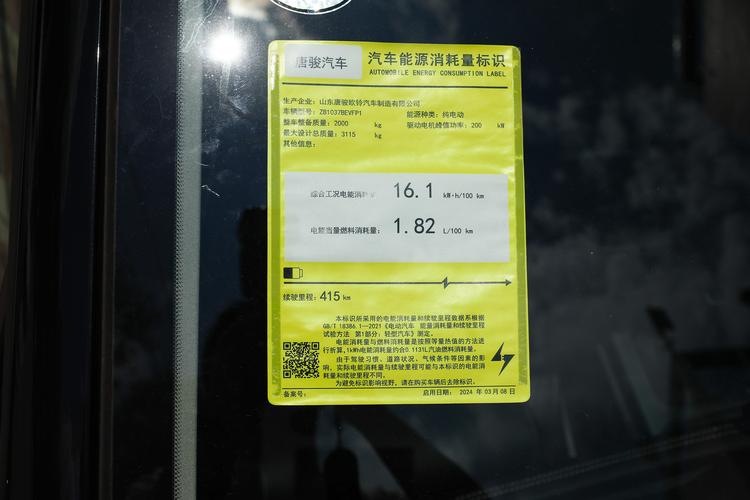 唐骏汽车
汽车能源消耗量标识
AUTOMOBILE ENERGY CONSUMPTION LABEL
生产企业：山东唐骏欧铃汽车制造有限公司
车辆型号：ZB1037BEVFP1 能源种类：纯电动
整车整备质量：2000 kg 驱动电机峰值功率：200 kW
最大设计总质量：3115 kg
其他信息：
综合工况电能消耗 16.1 kW·h/100 km
电能当量燃料消耗量： 1.82 L/100 km
续驶里程：415 km
本标识所采用的电能消耗量和续驶里程数据系根据
GB/T 18386.1—2021《电动汽车 能量消耗量和续驶里程
试验方法 第1部分：轻型汽车》测定。
电能消耗量与燃料消耗量是按照等量热值的方法进
行折算，1kWh电能消耗量约合0.1131L汽油燃料消耗量。
由于驾驶习惯、道路状况、气候条件等因素的影
响，实际电能消耗量与续驶里程可能与本标识的电能消
耗量和续驶里程不同。
为避免标识影响视野，请在购买车辆后去除标识。
备案号： 启用日期：2024 年 03 月 08 日